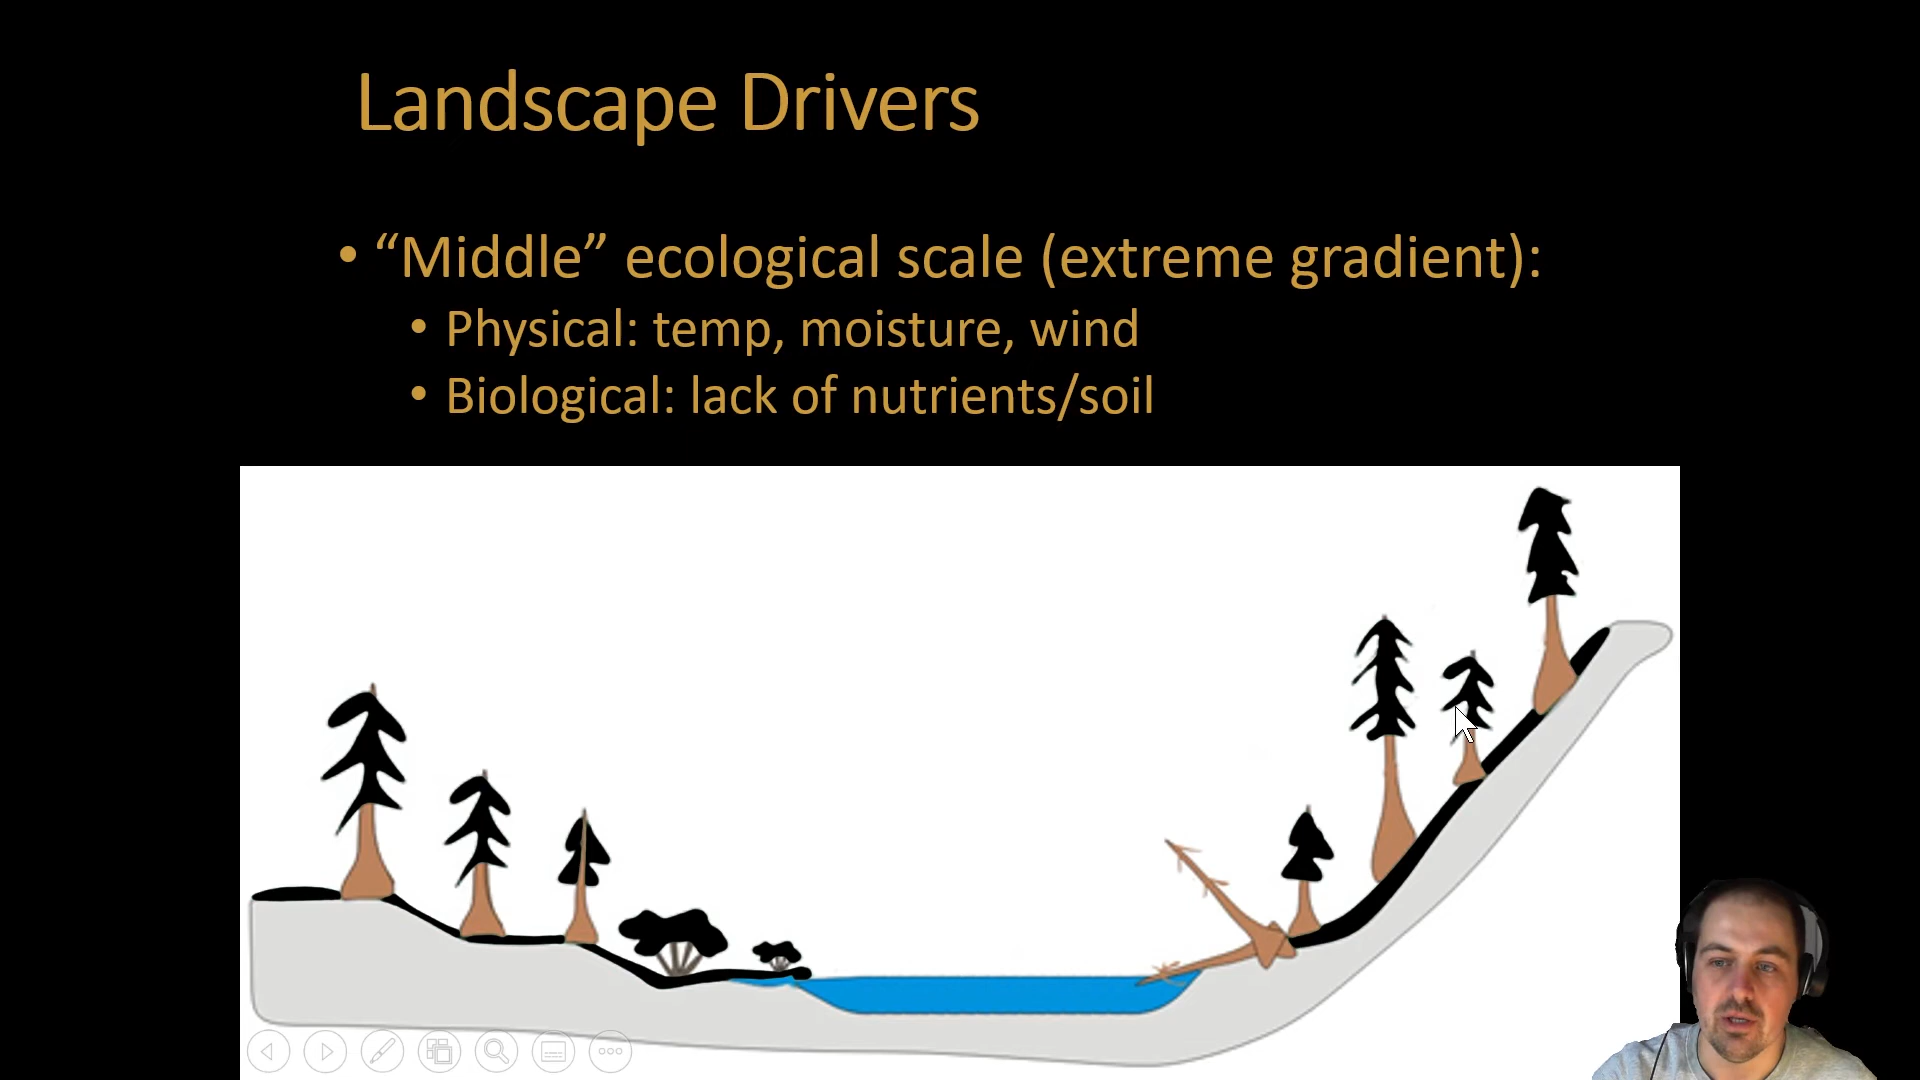 Landscape Drivers
• “Middle” ecological scale (extreme gradient):
• Physical: temp, moisture, wind
• Biological: lack of nutrients/soil